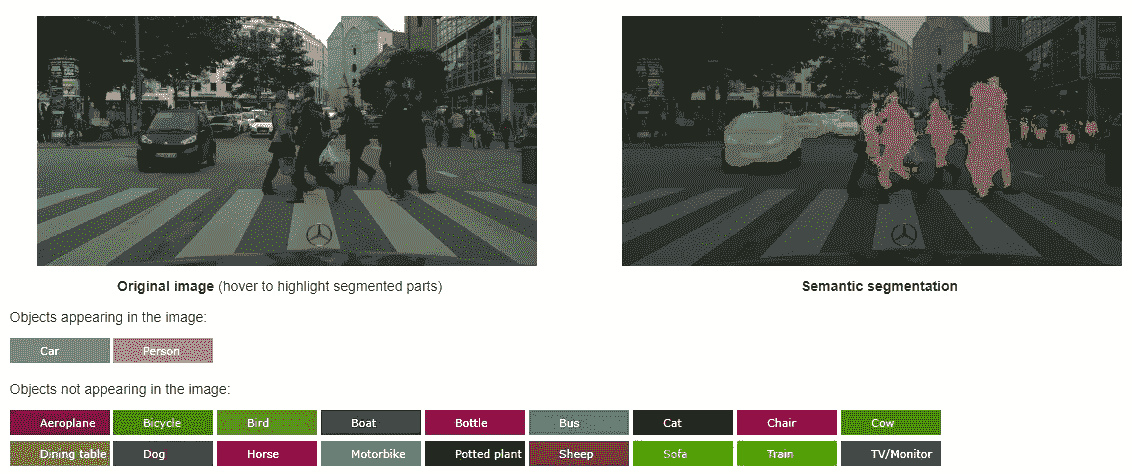 Original image (hover to highlight segmented parts)
Semantic segmentation
Objects appearing in the image:
Car Person
Objects not appearing in the image:
Aeroplane Bicycle Bird Boat Bottle Bus Cat Chair Cow
Dining table Dog Horse Motorbike Potted plant Sheep Sofa Train TV/Monitor